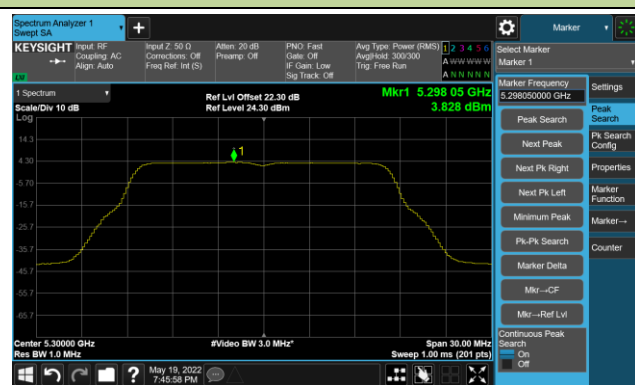 Spectrum Analyzer 1
Swept SA
+
Marker
KEYSIGHT
Input: RF
Coupling: AC
Align: Auto
Input Z: 50 Ω
Corrections: Off
Freq Ref: Int (S)
Atten: 20 dB
Preamp: Off
PNO: Fast
Gate: Off
IF Gain: Low
Sig Track: Off
Avg Type: Power (RMS)
Avg|Hold: 300/300
Trig: Free Run
1 2 3 4 5 6
A W W W W W
A N N N N N
LXI
Select Marker
Marker 1
1 Spectrum
Scale/Div 10 dB
Log
Ref Lvl Offset 22.30 dB
Ref Level 24.30 dBm
Mkr1 5.298 05 GHz
3.828 dBm
14.3
4.30
-5.70
-15.7
-25.7
-35.7
-45.7
-55.7
-65.7
1
Center 5.30000 GHz
Res BW 1.0 MHz
#Video BW 3.0 MHz*
Span 30.00 MHz
Sweep 1.00 ms (201 pts)
Marker Frequency
5.298050000 GHz
Peak Search
Next Peak
Next Pk Right
Next Pk Left
Minimum Peak
Pk-Pk Search
Marker Delta
Mkr→CF
Mkr→Ref Lvl
Continuous Peak
Search
On
Off
Settings
Peak
Search
Pk Search
Config
Properties
Marker
Function
Marker→
Counter
?
May 19, 2022
7:45:58 PM